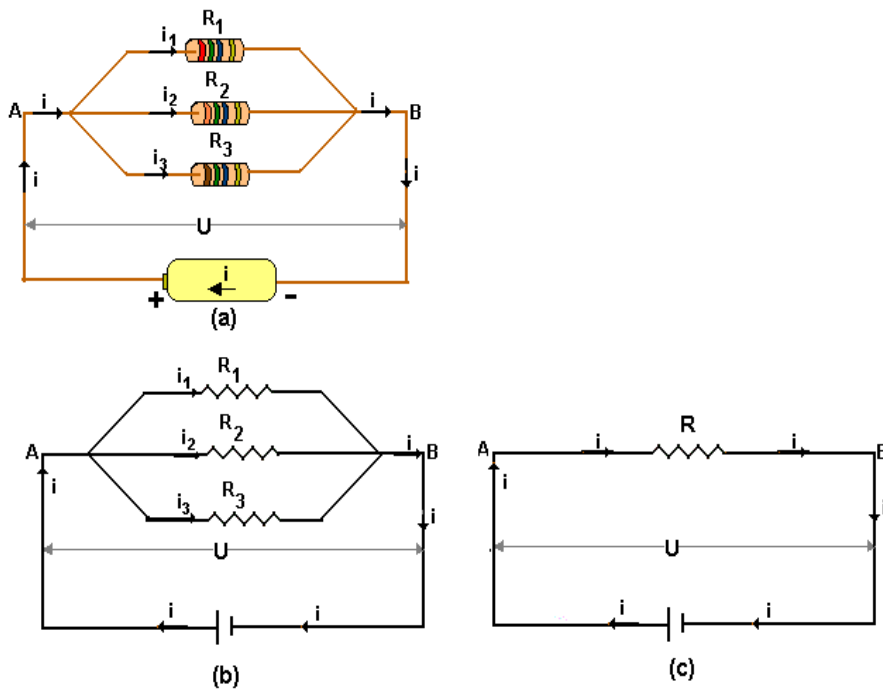 R1
i1
R2
A i i2 i B
R3
i i3 i
U
i
+ -
(a)
R1
i1
R2
A i2 i B
R3
i i3 i
U
i i
(b)
R
A i i B
i i
U
i i
(c)